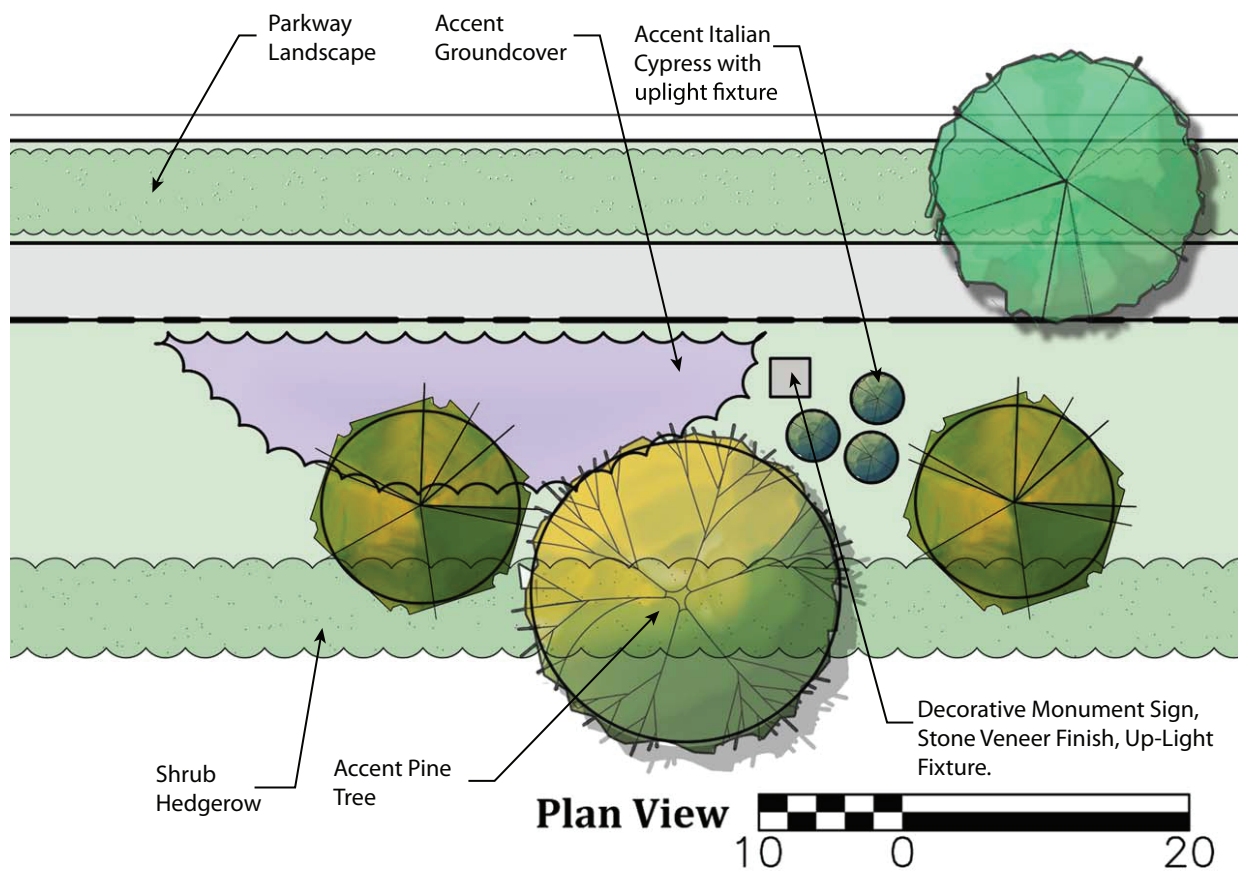 Parkway
Landscape
Accent
Groundcover
Accent Italian
Cypress with
uplight fixture
Decorative Monument Sign,
Stone Veneer Finish, Up-Light
Fixture.
Shrub
Hedgerow
Accent Pine
Tree
Plan View
10 0 20